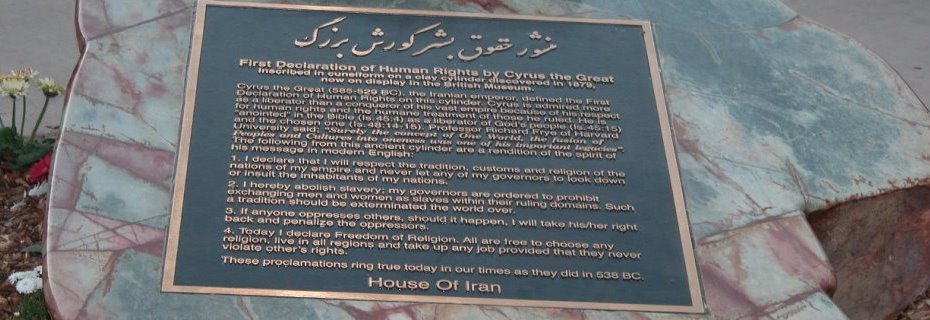 منشور حقوق بشر کورش بزرگ
First Declaration of Human Rights by Cyrus the Great
Inscribed in cuneiform on a clay cylinder discovered in 1879,
now on display in the British Museum.
Cyrus the Great (585-529 BC), the Iranian emperor, defined the First
Declaration of Human Rights on this cylinder. Cyrus is admired more
as a liberator than a conqueror of his vast empire because of his respect
for human rights and the humane treatment of those he ruled. He is
"anointed" in the Bible (Is.45:4) as a liberator of God's people (Is.45:15)
and the chosen one (Is.48:14-15). Professor Richard Frye of Harvard
University said; "Surely the concept of One World, the fusion of
Peoples and Cultures into oneness was one of his important legacies".
The following from this ancient cylinder are a rendition of the spirit of
his message in modern English:
1. I declare that I will respect the tradition, customs and religion of the
nations of my empire and never let any of my governors to look down
or insult the inhabitants of my nations.
2. I hereby abolish slavery; my governors are ordered to prohibit
exchanging men and women as slaves within their ruling domains. Such
a tradition should be exterminated the world over.
3. If anyone oppresses others, should it happen, I will take his/her right
back and penalize the oppressors.
4. Today I declare Freedom of Religion. All are free to choose any
religion, live in all regions and take up any job provided that they never
violate other's rights.
These proclamations ring true today in our times as they did in 538 BC.
House Of Iran